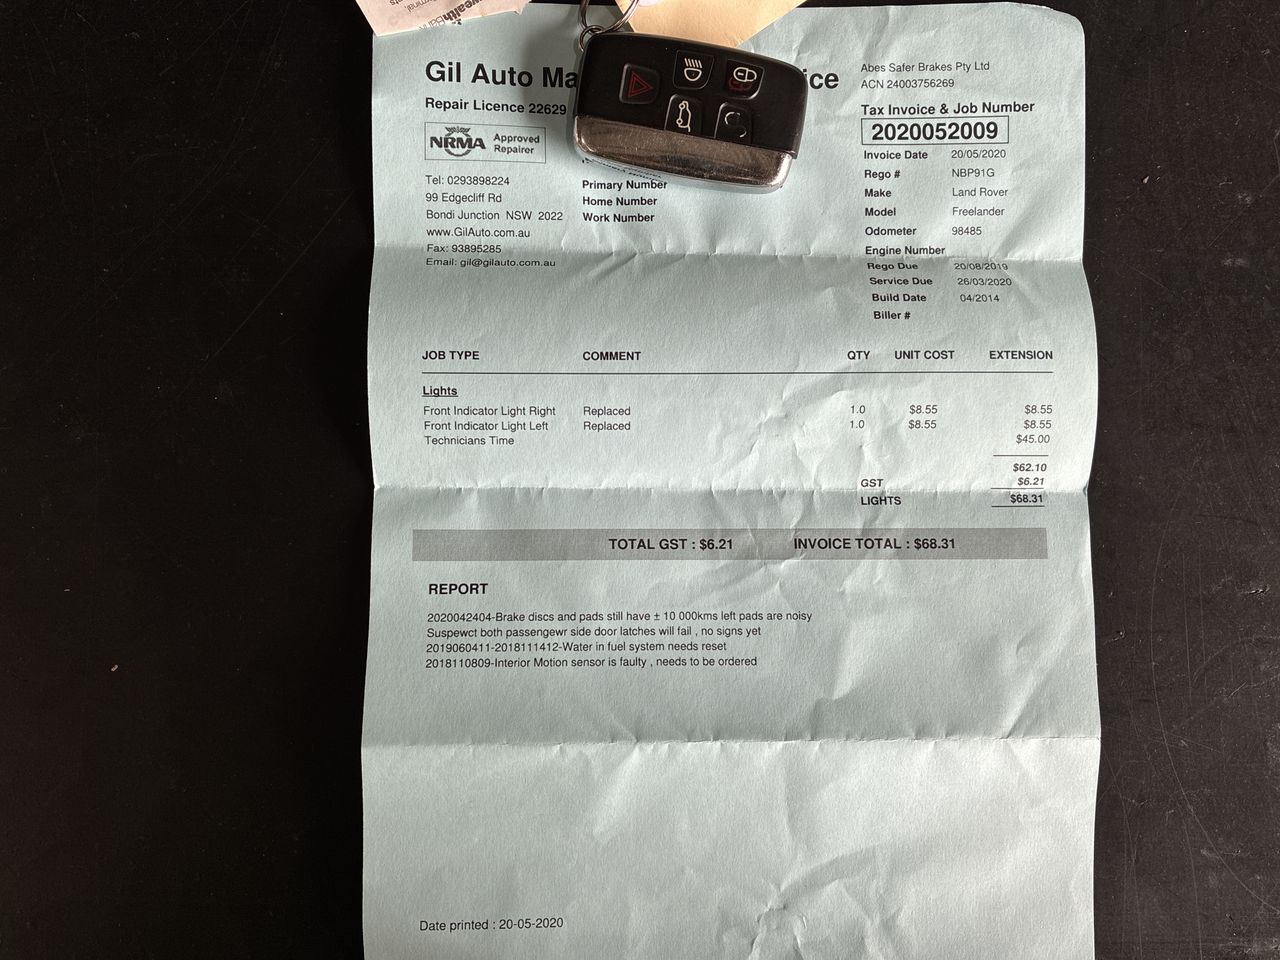 wealthBank
Gil Auto Ma ice
Repair Licence 22629
NRMA Approved Repairer
Tel: 0293898224
99 Edgecliff Rd
Bondi Junction NSW 2022
www.GilAuto.com.au
Fax: 93895285
Email: gil@gilauto.com.au
Primary Number
Home Number
Work Number
Abes Safer Brakes Pty Ltd
ACN 24003756269
Tax Invoice & Job Number
2020052009
Invoice Date 20/05/2020
Rego # NBP91G
Make Land Rover
Model Freelander
Odometer 98485
Engine Number
Rego Due 20/08/2019
Service Due 26/03/2020
Build Date 04/2014
Biller #
JOB TYPE COMMENT QTY UNIT COST EXTENSION
Lights
Front Indicator Light Right Replaced 1.0 $8.55 $8.55
Front Indicator Light Left Replaced 1.0 $8.55 $8.55
Technicians Time $45.00
$62.10
GST $6.21
LIGHTS $68.31
TOTAL GST : $6.21 INVOICE TOTAL : $68.31
REPORT
2020042404-Brake discs and pads still have ± 10 000kms left pads are noisy
Suspewct both passengewr side door latches will fail , no signs yet
2019060411-2018111412-Water in fuel system needs reset
2018110809-Interior Motion sensor is faulty , needs to be ordered
Date printed : 20-05-2020